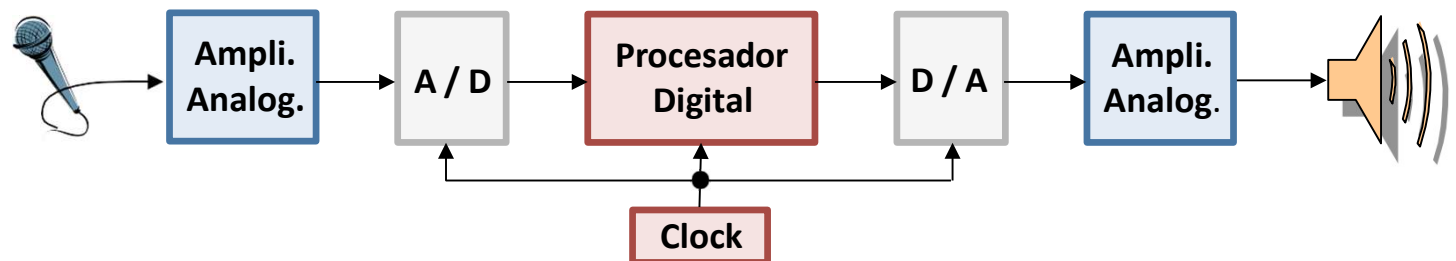 Ampli.
Analog.
A / D
Procesador
Digital
D / A
Ampli.
Analog.
Clock